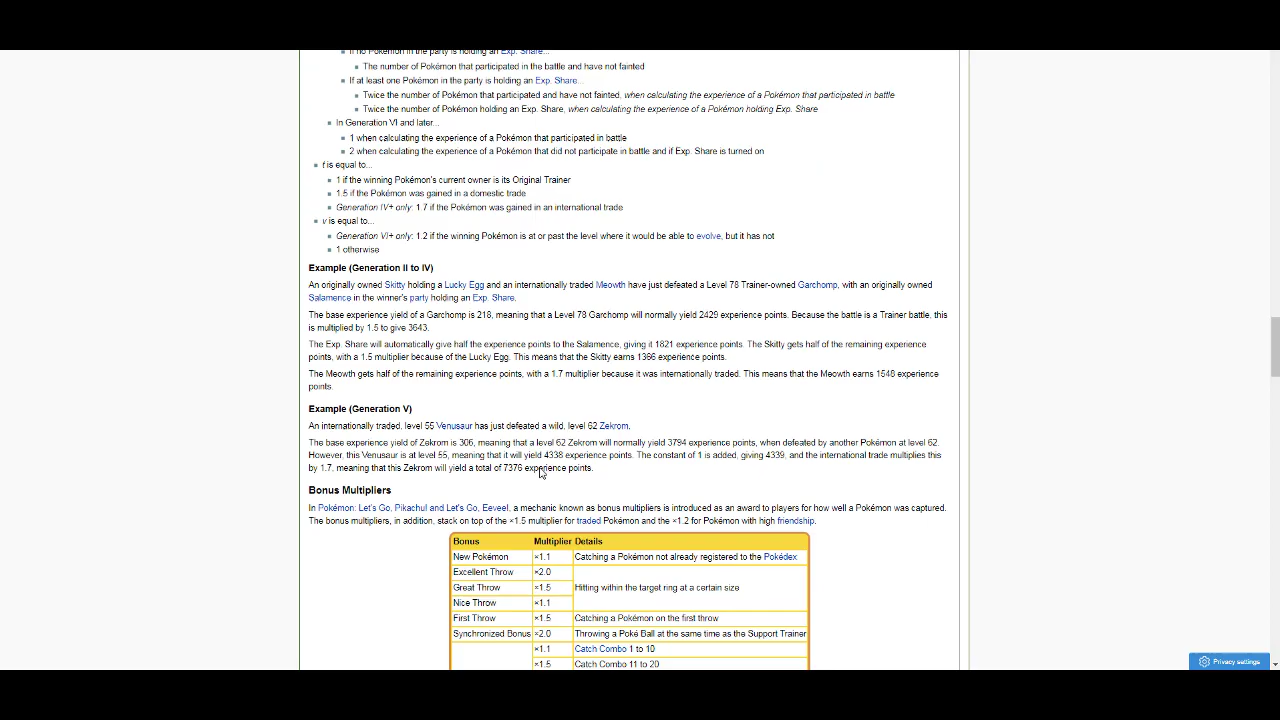 If no Pokémon in the party is holding an Exp. Share...
The number of Pokémon that participated in the battle and have not fainted
If at least one Pokémon in the party is holding an Exp. Share...
Twice the number of Pokémon that participated and have not fainted, when calculating the experience of a Pokémon that participated in battle
Twice the number of Pokémon holding an Exp. Share, when calculating the experience of a Pokémon holding Exp. Share
In Generation VI and later...
1 when calculating the experience of a Pokémon that participated in battle
2 when calculating the experience of a Pokémon that did not participate in battle and if Exp. Share is turned on
t is equal to...
1 if the winning Pokémon's current owner is its Original Trainer
1.5 if the Pokémon was gained in a domestic trade
Generation IV+ only: 1.7 if the Pokémon was gained in an international trade
v is equal to...
Generation VI+ only: 1.2 if the winning Pokémon is at or past the level where it would be able to evolve, but it has not
1 otherwise
Example (Generation II to IV)
An originally owned Skitty holding a Lucky Egg and an internationally traded Meowth have just defeated a Level 78 Trainer-owned Garchomp, with an originally owned
Salamence in the winner's party holding an Exp. Share.
The base experience yield of a Garchomp is 218, meaning that a Level 78 Garchomp will normally yield 2429 experience points. Because the battle is a Trainer battle, this
is multiplied by 1.5 to give 3643.
The Exp. Share will automatically give half the experience points to the Salamence, giving it 1821 experience points. The Skitty gets half of the remaining experience
points, with a 1.5 multiplier because of the Lucky Egg. This means that the Skitty earns 1366 experience points.
The Meowth gets half of the remaining experience points, with a 1.7 multiplier because it was internationally traded. This means that the Meowth earns 1548 experience
points.
Example (Generation V)
An internationally traded, level 55 Venusaur has just defeated a wild, level 62 Zekrom.
The base experience yield of Zekrom is 306, meaning that a level 62 Zekrom will normally yield 3794 experience points, when defeated by another Pokémon at level 62.
However, this Venusaur is at level 55, meaning that it will yield 4338 experience points. The constant of 1 is added, giving 4339, and the international trade multiplies this
by 1.7, meaning that this Zekrom will yield a total of 7376 experience points.
Bonus Multipliers
In Pokémon: Let's Go, Pikachu! and Let's Go, Eevee!, a mechanic known as bonus multipliers is introduced as an award to players for how well a Pokémon was captured.
The bonus multipliers, in addition, stack on top of the ×1.5 multiplier for traded Pokémon and the ×1.2 for Pokémon with high friendship.
Bonus Multiplier Details
New Pokémon ×1.1 Catching a Pokémon not already registered to the Pokédex
Excellent Throw ×2.0
Great Throw ×1.5 Hitting within the target ring at a certain size
Nice Throw ×1.1
First Throw ×1.5 Catching a Pokémon on the first throw
Synchronized Bonus ×2.0 Throwing a Poké Ball at the same time as the Support Trainer
×1.1 Catch Combo 1 to 10
×1.5 Catch Combo 11 to 20
Privacy settings